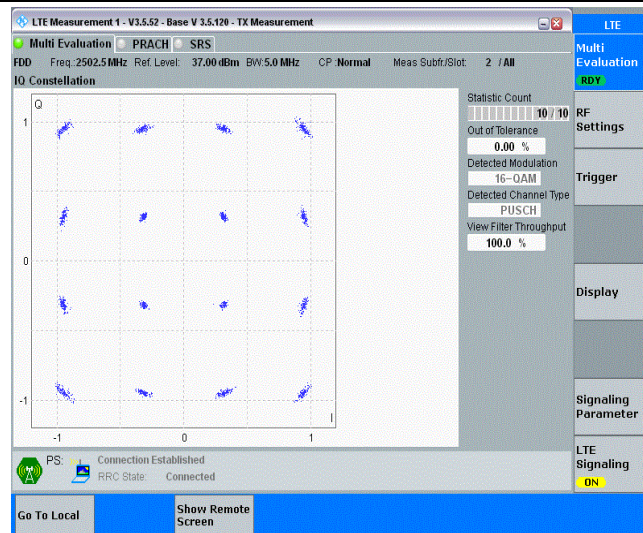 LTE Measurement 1 - V3.5.52 - Base V 3.5.120 - TX Measurement
LTE
Multi Evaluation PRACH SRS
Multi
Evaluation
RDY
FDD Freq.:2502.5 MHz Ref. Level: 37.00 dBm BW:5.0 MHz CP :Normal Meas Subfr./Slot: 2 / All
IQ Constellation
Q
1
0
-1
-1
0
1
I
Statistic Count
10 / 10
Out of Tolerance
0.00 %
Detected Modulation
16-QAM
Detected Channel Type
PUSCH
View Filter Throughput
100.0 %
RF
Settings
Trigger
Display
Signaling
Parameter
LTE
Signaling
ON
PS: Connection Established
RRC State: Connected
Go To Local
Show Remote
Screen